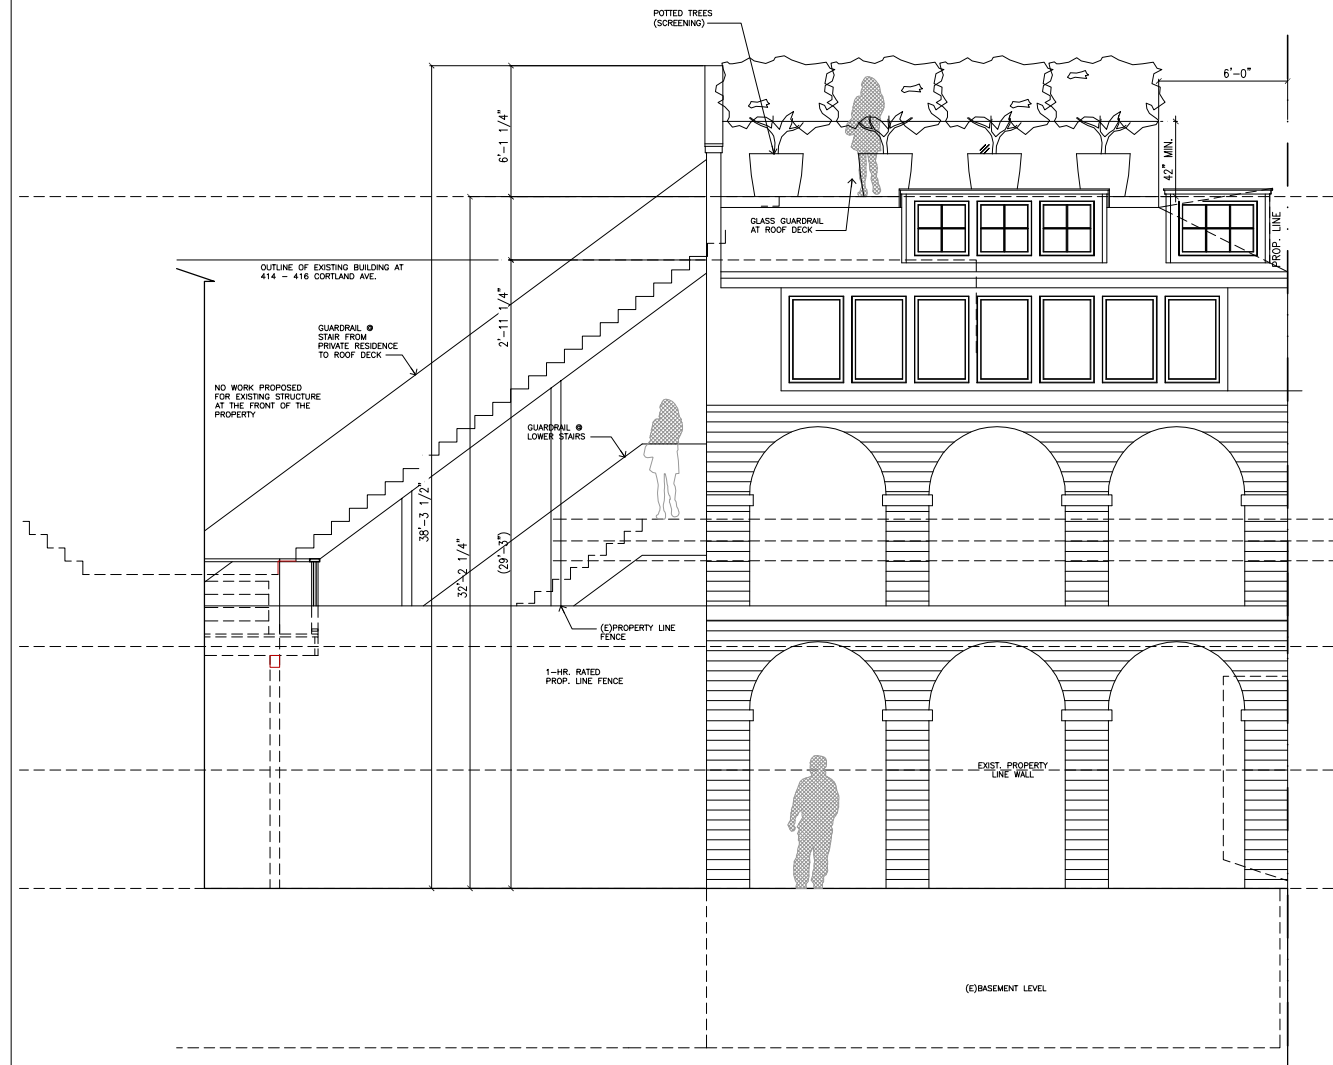 POTTED TREES
(SCREENING)
6'-0"
6'-1 1/4"
42" MIN.
GLASS GUARDRAIL
AT ROOF DECK
PROP. LINE
OUTLINE OF EXISTING BUILDING AT
414 – 416 CORTLAND AVE.
2'-11 1/4"
GUARDRAIL @
STAIR FROM
PRIVATE RESIDENCE
TO ROOF DECK
NO WORK PROPOSED
FOR EXISTING STRUCTURE
AT THE FRONT OF THE
PROPERTY
GUARDRAIL @
LOWER STAIRS
38'-3 1/2"
32'-2 1/4"
(29'-3")
(E)PROPERTY LINE
FENCE
1-HR. RATED
PROP. LINE FENCE
EXIST. PROPERTY
LINE WALL
(E)BASEMENT LEVEL